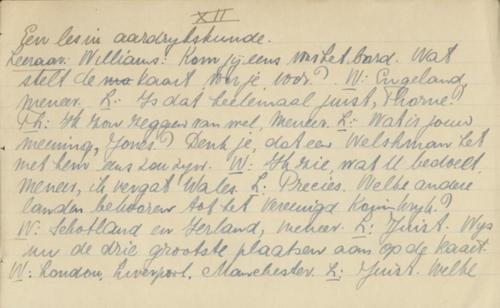 XII
Een les in aardrijkskunde.
Leeraar: Williams! Kom jij eens voor het bord. Wat
stelt de kaart, voor je, voor? W: Engeland,
meneer. L: Is dat heelemaal juist, Thorne?
Th: Ik zou zeggen van wel, meneer. L: Wat is jouw
meening, Jones? Denk je, dat een Welshman het
met hem eens zou zijn. W: Ik zie, wat U bedoelt,
meneer, ik vergat Wales. L: Precies. Welke andere
landen behooren tot het Vereenigd Koninkrijk?
W: Schotland en Ierland, meneer. L: Juist. Wijs
nu de drie grootste plaatsen aan op de kaart.
W: London, Liverpool, Manchester. L: Juist. Welke